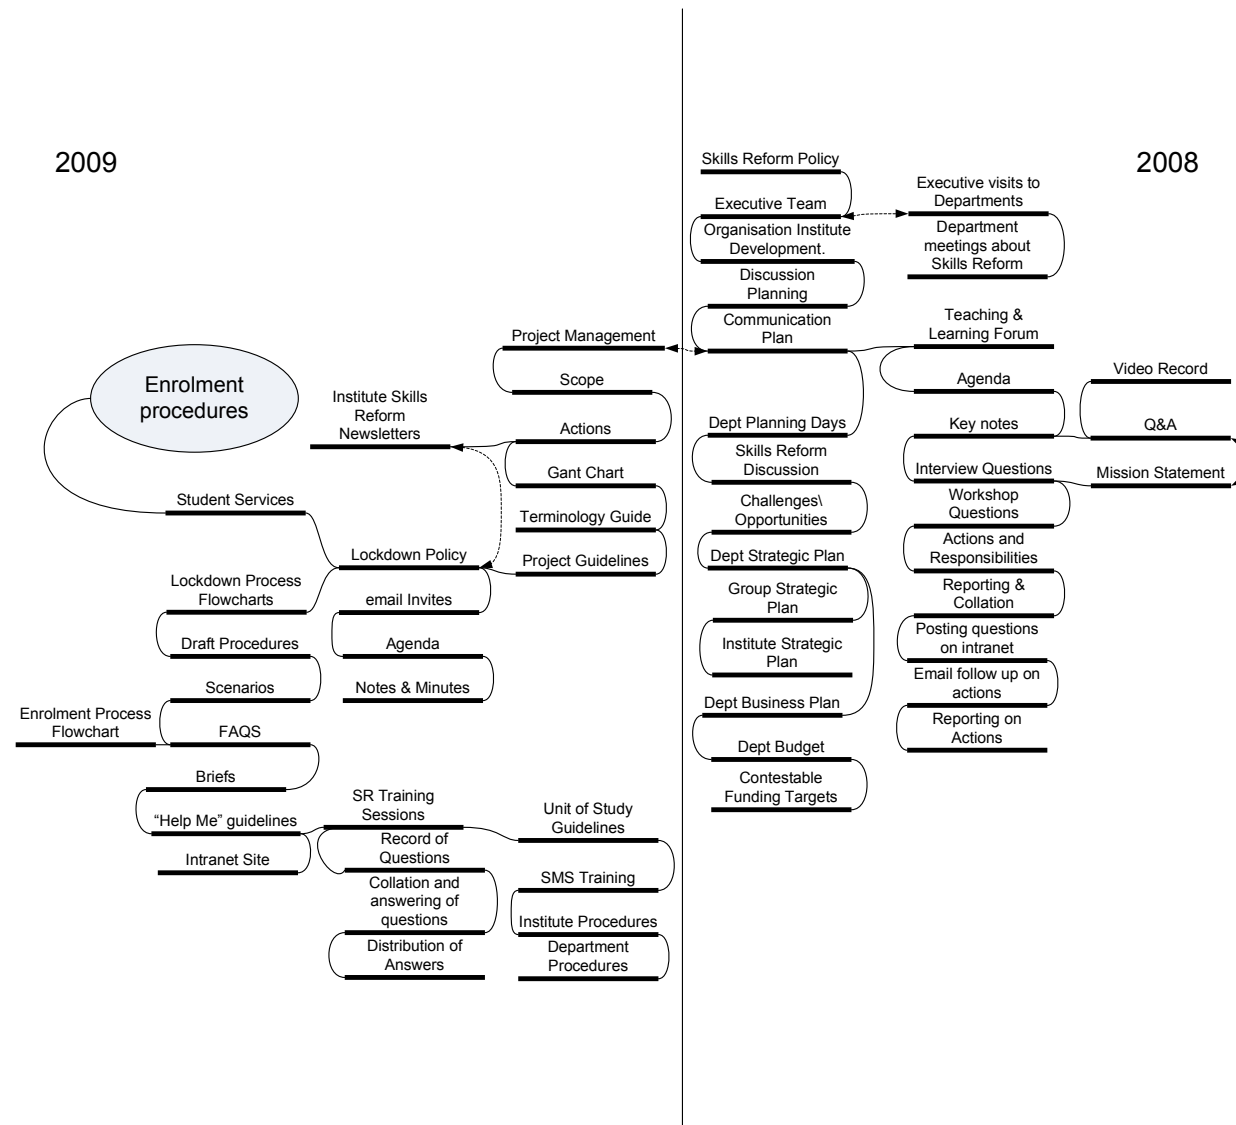 2009
2008
Skills Reform Policy
Executive Team
Organisation Institute
Development.
Discussion
Planning
Communication
Plan
Executive visits to
Departments
Department
meetings about
Skills Reform
Teaching &
Learning Forum
Agenda
Key notes
Interview Questions
Workshop
Questions
Actions and
Responsibilities
Reporting &
Collation
Posting questions
on intranet
Email follow up on
actions
Reporting on
Actions
Video Record
Q&A
Mission Statement
Dept Planning Days
Skills Reform
Discussion
Challenges\
Opportunities
Dept Strategic Plan
Group Strategic
Plan
Institute Strategic
Plan
Dept Business Plan
Dept Budget
Contestable
Funding Targets
Project Management
Scope
Actions
Gant Chart
Terminology Guide
Project Guidelines
Institute Skills
Reform
Newsletters
Enrolment
procedures
Student Services
Lockdown Policy
email Invites
Agenda
Notes & Minutes
Lockdown Process
Flowcharts
Draft Procedures
Scenarios
Enrolment Process
Flowchart
FAQS
Briefs
“Help Me” guidelines
Intranet Site
SR Training
Sessions
Record of
Questions
Collation and
answering of
questions
Distribution of
Answers
Unit of Study
Guidelines
SMS Training
Institute Procedures
Department
Procedures